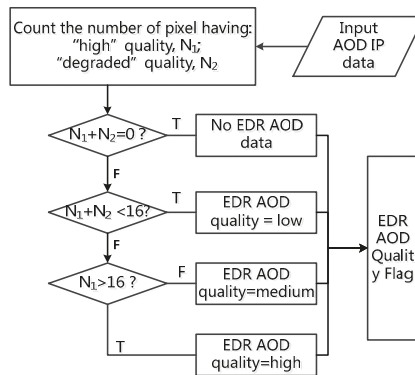 Count the number of pixel having:
"high" quality, N₁;
"degraded" quality, N₂
Input
AOD IP
data
N₁+N₂=0 ?
T
No EDR AOD
data
F
N₁+N₂ <16?
T
EDR AOD
quality = low
F
N₁>16 ?
F
EDR AOD
quality=medium
T
EDR AOD
quality=high
EDR
AOD
Qualit
y Flag